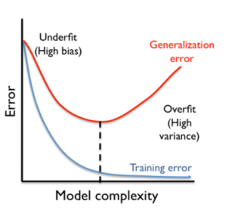 Underfit
(High bias)
Generalization
error
Error
Overfit
(High
variance)
Training error
Model complexity